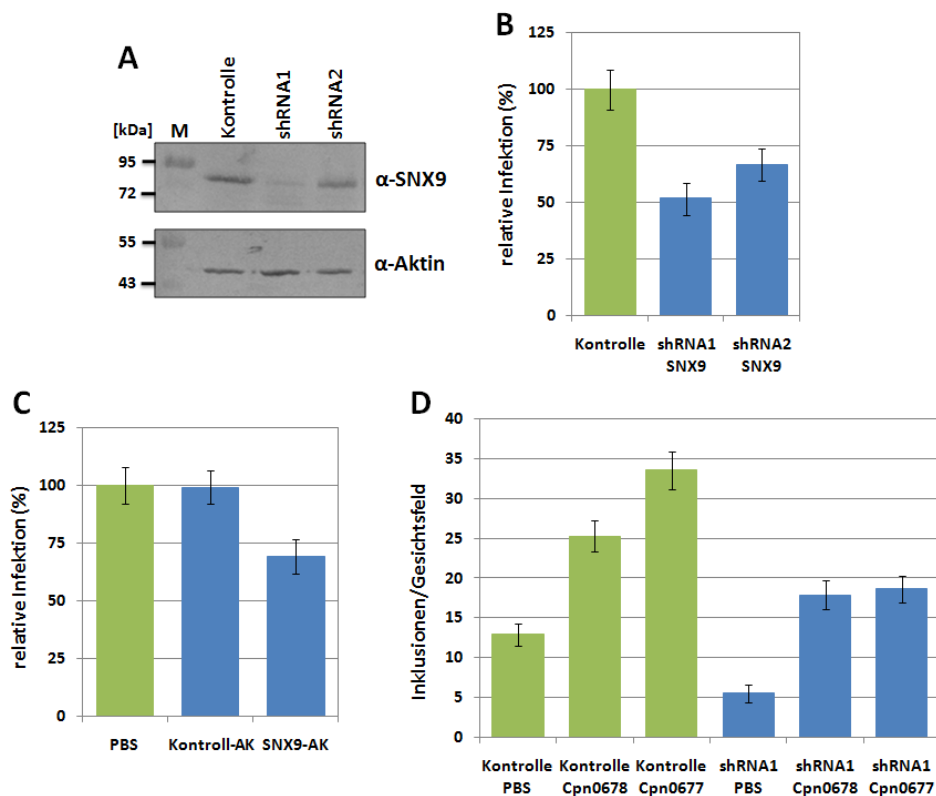 A
[kDa]
M
Kontrolle
shRNA1
shRNA2
95
72
α-SNX9
55
43
α-Aktin
B
relative Infektion (%)
125
100
75
50
25
0
Kontrolle
shRNA1
SNX9
shRNA2
SNX9
C
relative Infektion (%)
125
100
75
50
25
0
PBS
Kontroll-AK
SNX9-AK
D
Inklusionen/Gesichtsfeld
40
35
30
25
20
15
10
5
0
Kontrolle
PBS
Kontrolle
Cpn0678
Kontrolle
Cpn0677
shRNA1
PBS
shRNA1
Cpn0678
shRNA1
Cpn0677